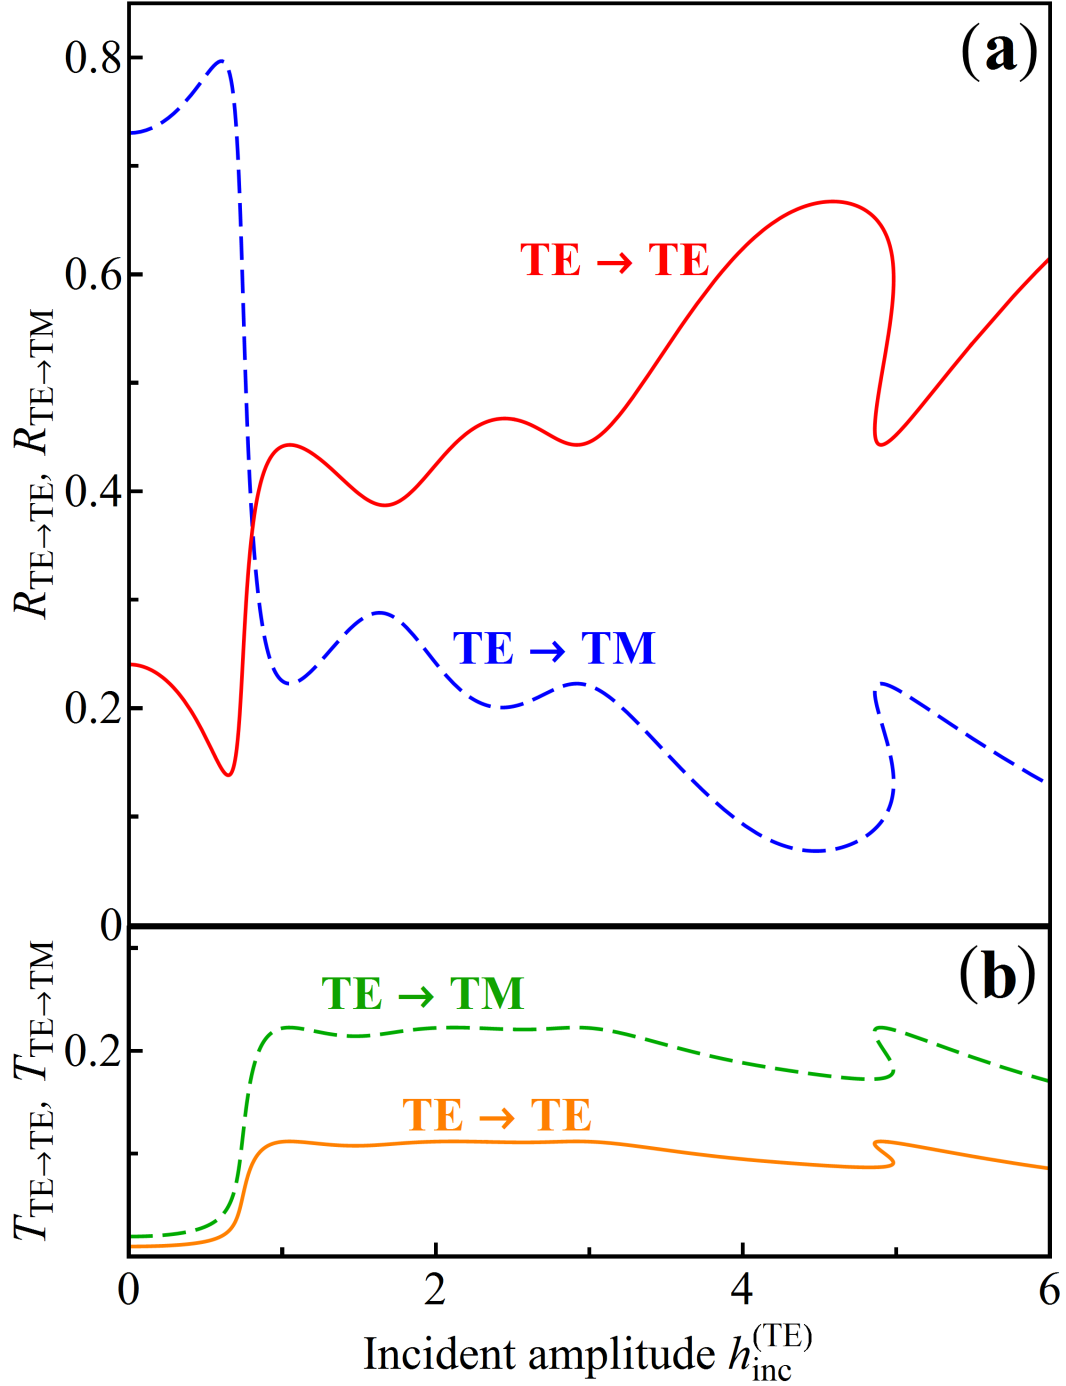 (a)
0.8
0.6
0.4
0.2
0
R_TE→TE, R_TE→TM
TE → TE
TE → TM
(b)
0.2
T_TE→TE, T_TE→TM
TE → TM
TE → TE
0 2 4 6
Incident amplitude h_inc^(TE)